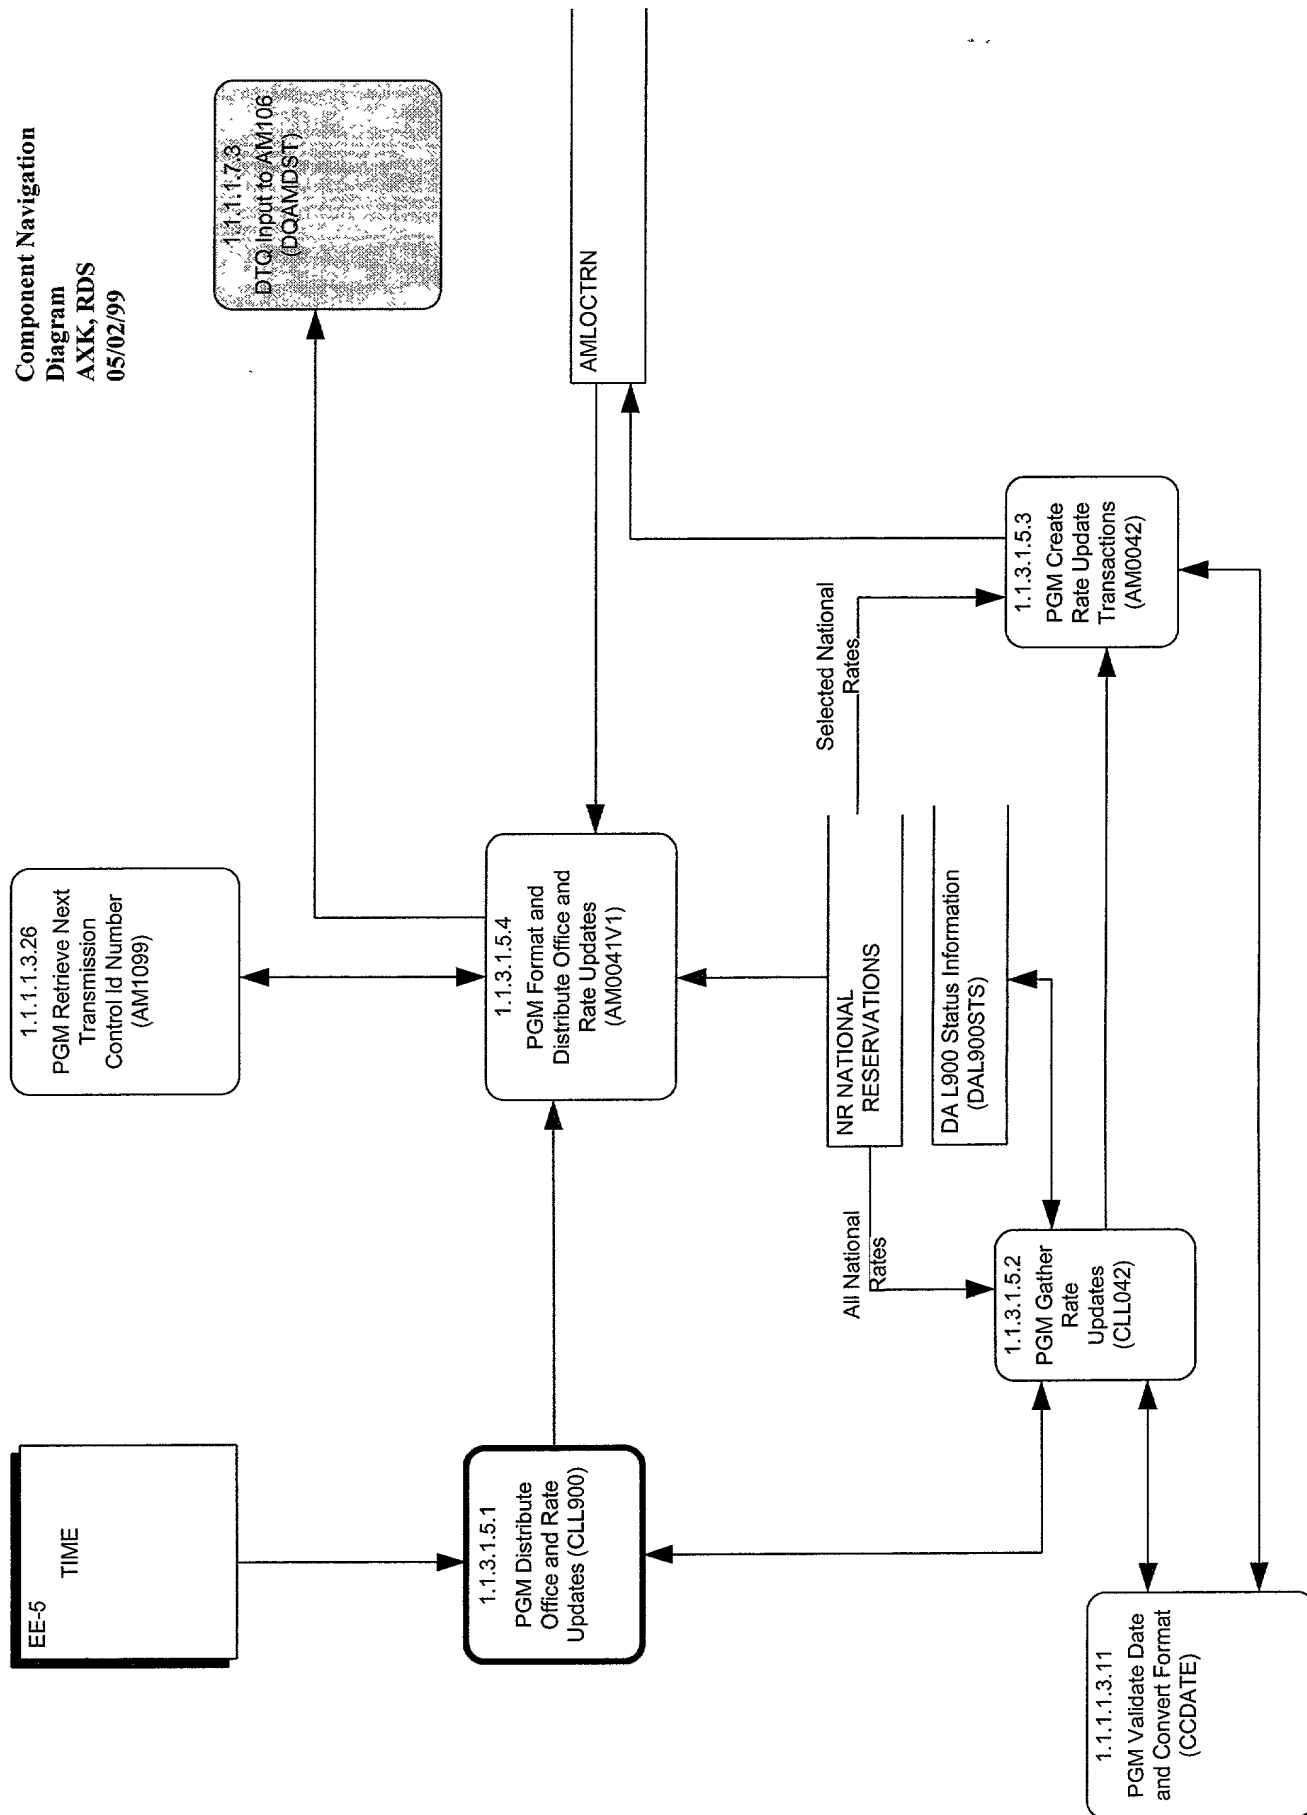 Component Navigation
Diagram
AXK, RDS
05/02/99
EE-5
TIME
1.1.1.1.3.26
PGM Retrieve Next
Transmission
Control Id Number
(AM1099)
1.1.1.1.7.3
DTQ Input to AM106
(DQAMDST)
1.1.3.1.5.1
PGM Distribute
Office and Rate
Updates (CLL900)
1.1.3.1.5.4
PGM Format and
Distribute Office and
Rate Updates
(AM0041V1)
AMLOCTRN
NR NATIONAL
RESERVATIONS
All National
Rates
Selected National
Rates
DA L900 Status Information
(DAL900STS)
1.1.3.1.5.2
PGM Gather
Rate
Updates
(CLL042)
1.1.3.1.5.3
PGM Create
Rate Update
Transactions
(AM0042)
1.1.1.1.3.11
PGM Validate Date
and Convert Format
(CCDATE)